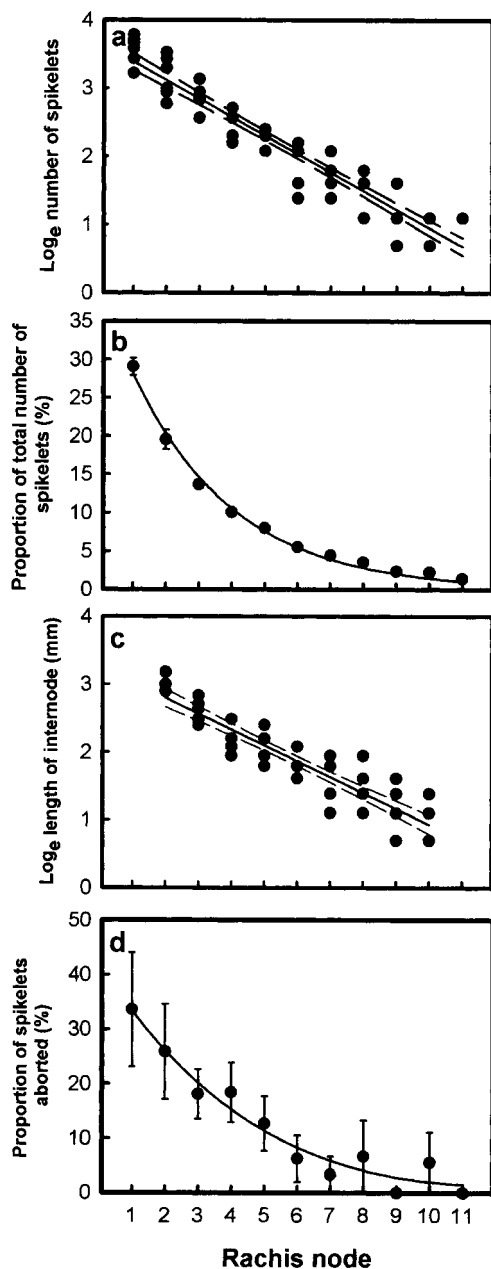 a
Logₑ number of spikelets
4
3
2
1
0
b
Proportion of total number of
spikelets (%)
35
30
25
20
15
10
5
0
c
Logₑ length of internode (mm)
4
3
2
1
0
d
Proportion of spikelets
aborted (%)
50
40
30
20
10
0
1 2 3 4 5 6 7 8 9 10 11
Rachis node